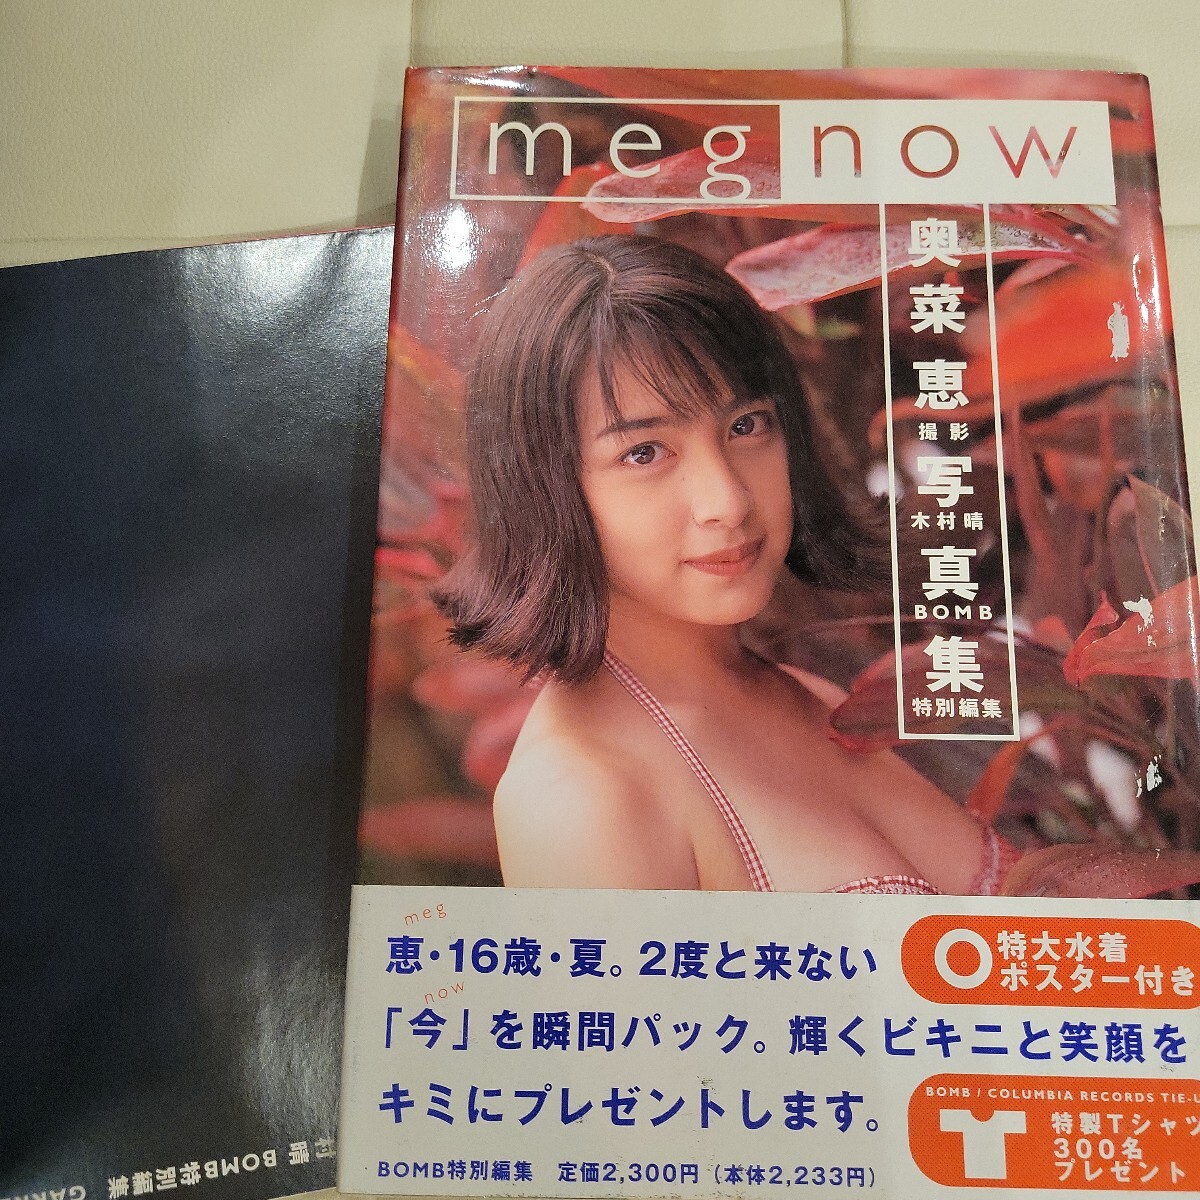 meg now
奥菜恵写真集
撮影
木村晴
BOMB
特別編集
meg
恵・16歳・夏。2度と来ない
now
「今」を瞬間パック。輝くビキニと笑顔を
キミにプレゼントします。
BOMB特別編集 定価2,300円(本体2,233円)
特大水着
ポスター付き
BOMB / COLUMBIA RECORDS TIE-U
特製Tシャツ
300名
プレゼント
村晴 BOMB特別編集 GAKK